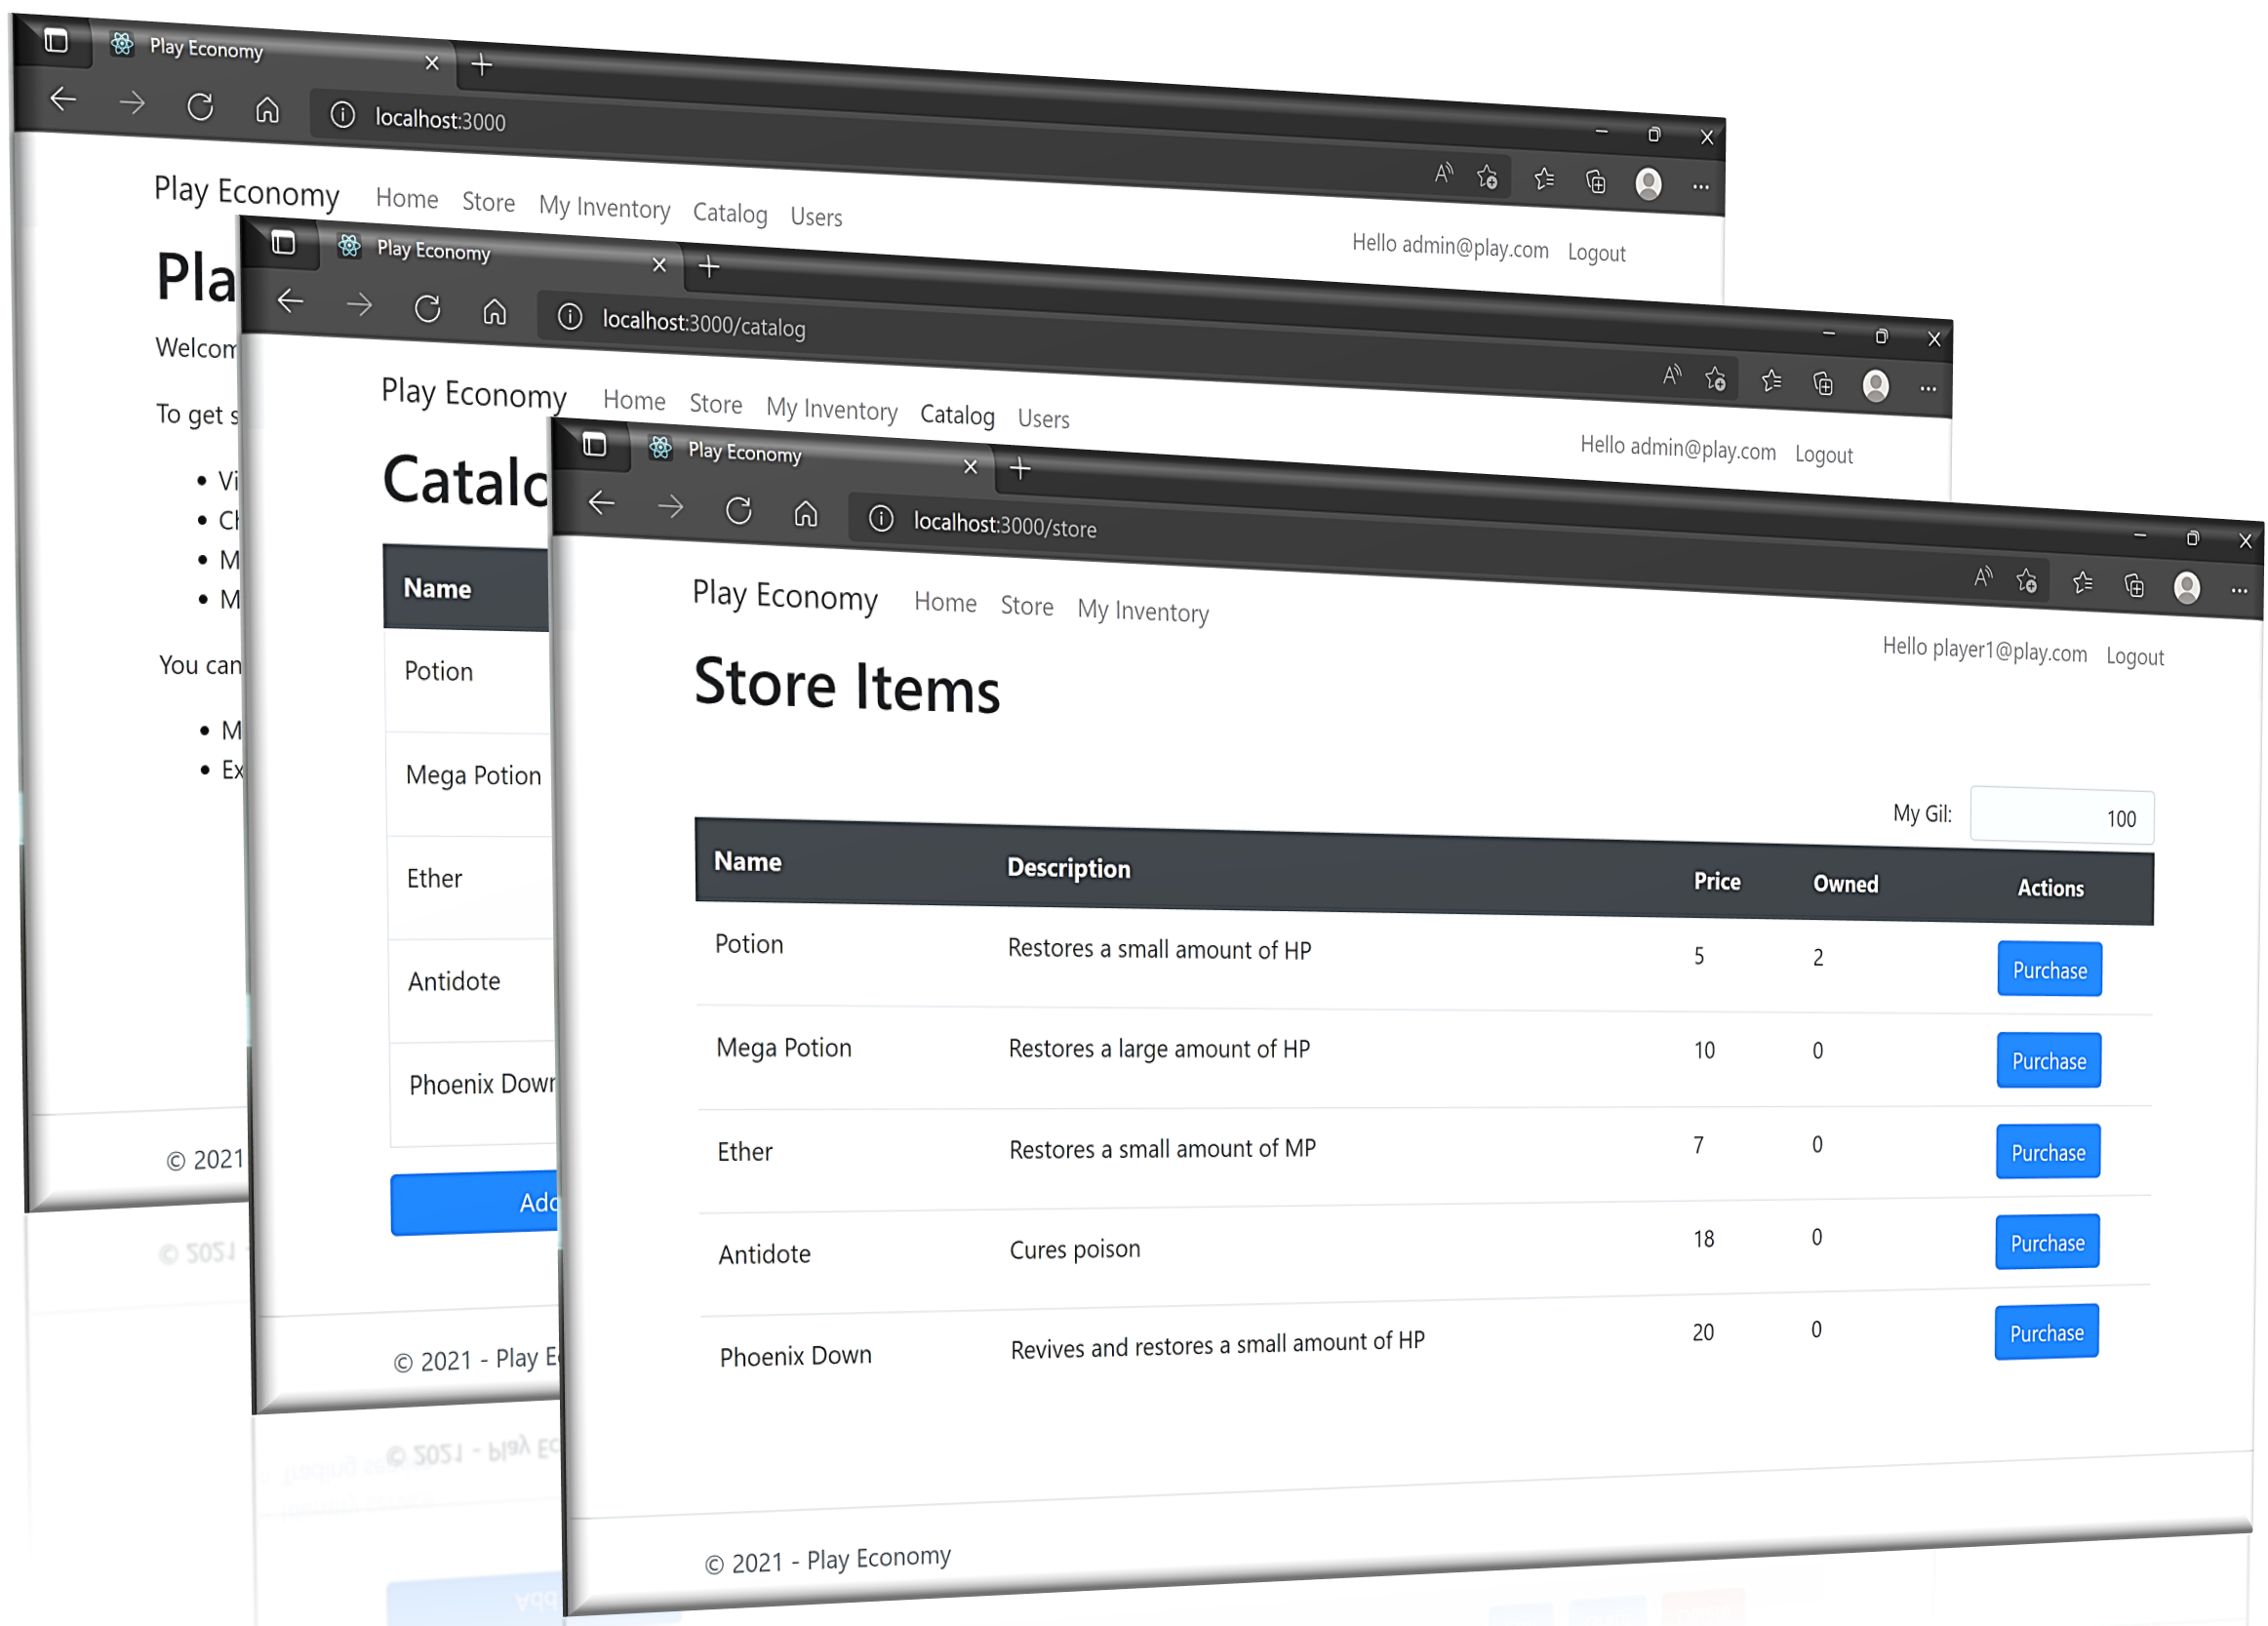 Play Economy
localhost:3000
Play Economy Home Store My Inventory Catalog Users
Hello admin@play.com Logout
Pla
Welcom
To get s
Vi
M
M
You can
M
Ex
© 2021
Play Economy
localhost:3000/catalog
Play Economy Home Store My Inventory Catalog Users
Hello admin@play.com Logout
Catalo
Name
Potion
Mega Potion
Ether
Antidote
Phoenix Down
Add
© 2021 - Play E
Play Economy
localhost:3000/store
Play Economy Home Store My Inventory
Hello player1@play.com Logout
Store Items
My Gil: 100
Name Description Price Owned Actions
Potion Restores a small amount of HP 5 2 Purchase
Mega Potion Restores a large amount of HP 10 0 Purchase
Ether Restores a small amount of MP 7 0 Purchase
Antidote Cures poison 18 0 Purchase
Phoenix Down Revives and restores a small amount of HP 20 0 Purchase
© 2021 - Play Economy